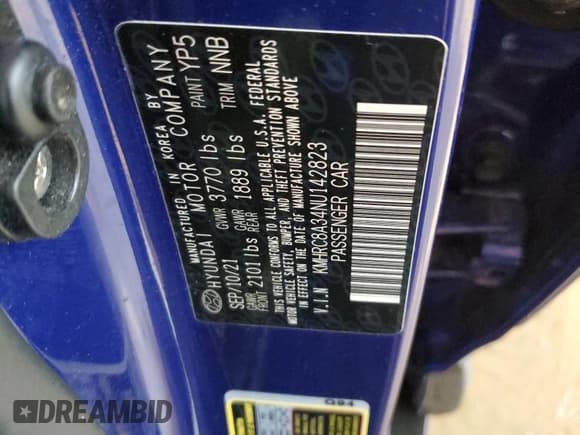 MANUFACTURED IN KOREA BY
HYUNDAI MOTOR COMPANY
SEP/10/21 GVWR 3770 lbs PAINT YP5
GAWR FRONT 2101 lbs GAWR REAR 1889 lbs TRIM NNB
THIS VEHICLE CONFORMS TO ALL APPLICABLE U.S.A. FEDERAL
MOTOR VEHICLE SAFETY, BUMPER, AND THEFT PREVENTION STANDARDS
IN EFFECT ON THE DATE OF MANUFACTURE SHOWN ABOVE
V.I.N KMHRC8A34NU142823
PASSENGER CAR
G94
DREAMBID